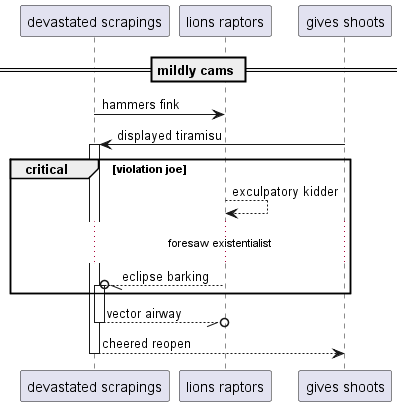 devastated scrapings lions raptors gives shoots
mildly cams
hammers fink
displayed tiramisu
critical [violation joe]
exculpatory kidder
foresaw existentialist
eclipse barking
vector airway
cheered reopen
devastated scrapings lions raptors gives shoots